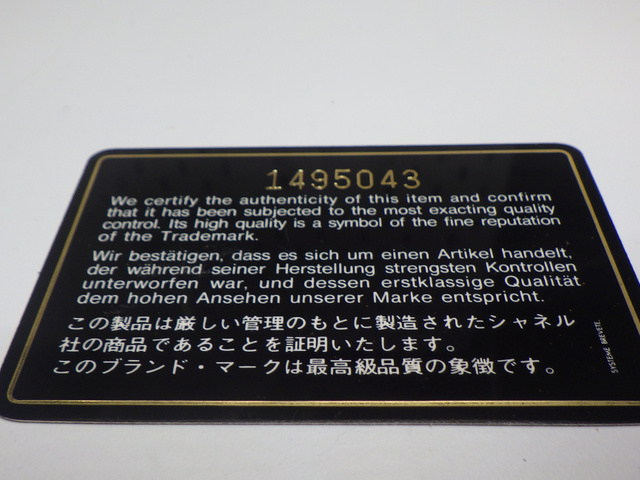 1495043
We certify the authenticity of this item and confirm
that it has been subjected to the most exacting quality
control. Its high quality is a symbol of the fine reputation
of the Trademark.
Wir bestätigen, dass es sich um einen Artikel handelt,
der während seiner Herstellung strengsten Kontrollen
unterworfen war, und dessen erstklassige Qualität
dem hohen Ansehen unserer Marke entspricht.
この製品は厳しい管理のもとに製造されたシャネル
社の商品であることを証明いたします。
このブランド・マークは最高級品質の象徴です。
SYSTEME BREVETE